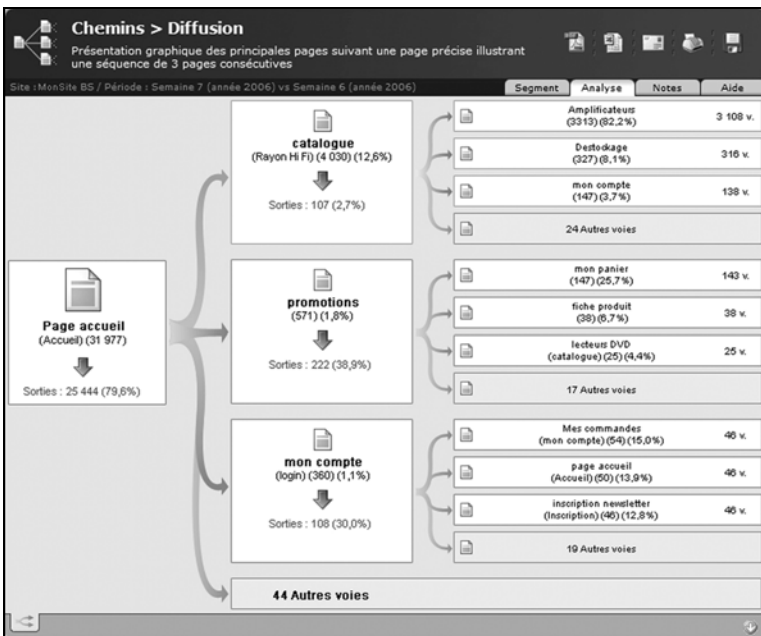 Chemins > Diffusion
Présentation graphique des principales pages suivant une page précise illustrant
une séquence de 3 pages consécutives
Site : MonSite BS / Période : Semaine 7 (année 2006) vs Semaine 6 (année 2006)
Segment
Analyse
Notes
Aide
Page accueil
(Accueil) (31 977)
Sorties : 25 444 (79,6%)
catalogue
(Rayon Hi Fi) (4 030) (12,6%)
Sorties : 107 (2,7%)
Amplificateurs
(3313) (82,2%)
3 108 v.
Destockage
(327) (8,1%)
316 v.
mon compte
(147) (3,7%)
138 v.
24 Autres voies
promotions
(571) (1,8%)
Sorties : 222 (38,9%)
mon panier
(147) (25,7%)
143 v.
fiche produit
(38) (6,7%)
38 v.
lecteurs DVD
(catalogue) (25) (4,4%)
25 v.
17 Autres voies
mon compte
(login) (360) (1,1%)
Sorties : 108 (30,0%)
Mes commandes
(mon compte) (54) (15,0%)
46 v.
page accueil
(Accueil) (50) (13,9%)
46 v.
inscription newsletter
(Inscription) (46) (12,8%)
46 v.
19 Autres voies
44 Autres voies